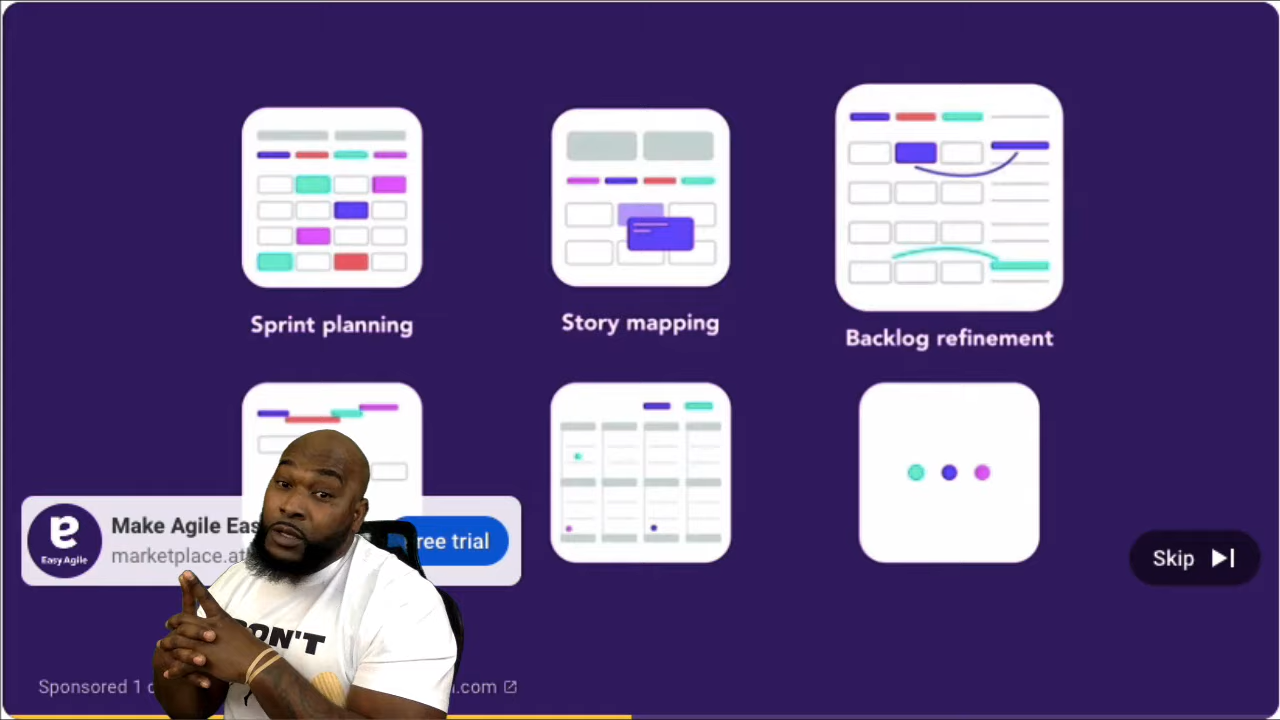 Sprint planning
Story mapping
Backlog refinement
Make Agile Eas
ree trial
e
Easy Agile
marketplace.at
Skip
ON'T
Sponsored 1 o
.com